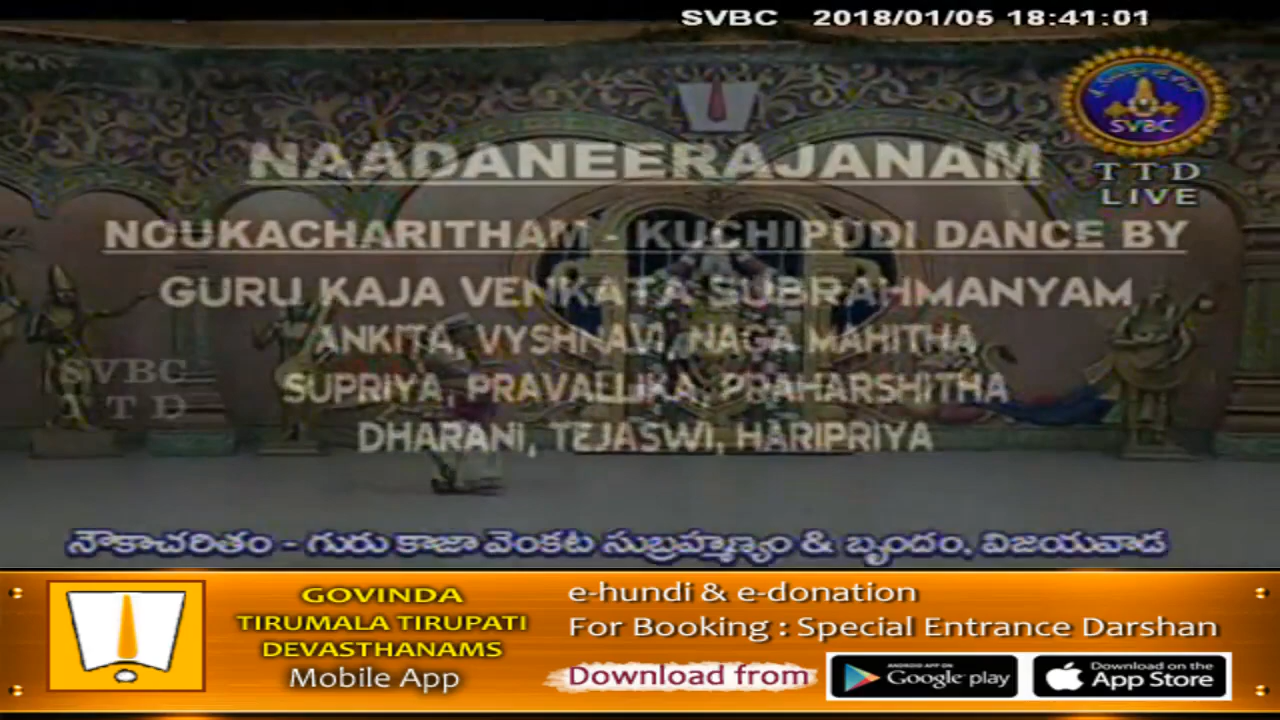 SVBC 2018/01/05 18:41:01
SVBC
TTD
LIVE
NAADANEERAJANAM
NOUKACHARITHAM - KUCHIPUDI DANCE BY
GURU KAJA VENKATA SUBRAHMANYAM
ANKITA, VYSHNAVI, NAGA MAHITHA
SUPRIYA, PRAVALLIKA, PRAHARSHITHA
DHARANI, TEJASWI, HARIPRIYA
SVBC
TTD
నౌకాచరితం - గురు కాజా వెంకట సుబ్రహ్మణ్యం & బృందం, విజయవాడ
GOVINDA
TIRUMALA TIRUPATI
DEVASTHANAMS
Mobile App
e-hundi & e-donation
For Booking : Special Entrance Darshan
Download from
ANDROID APP ON
Google play
Download on the
App Store